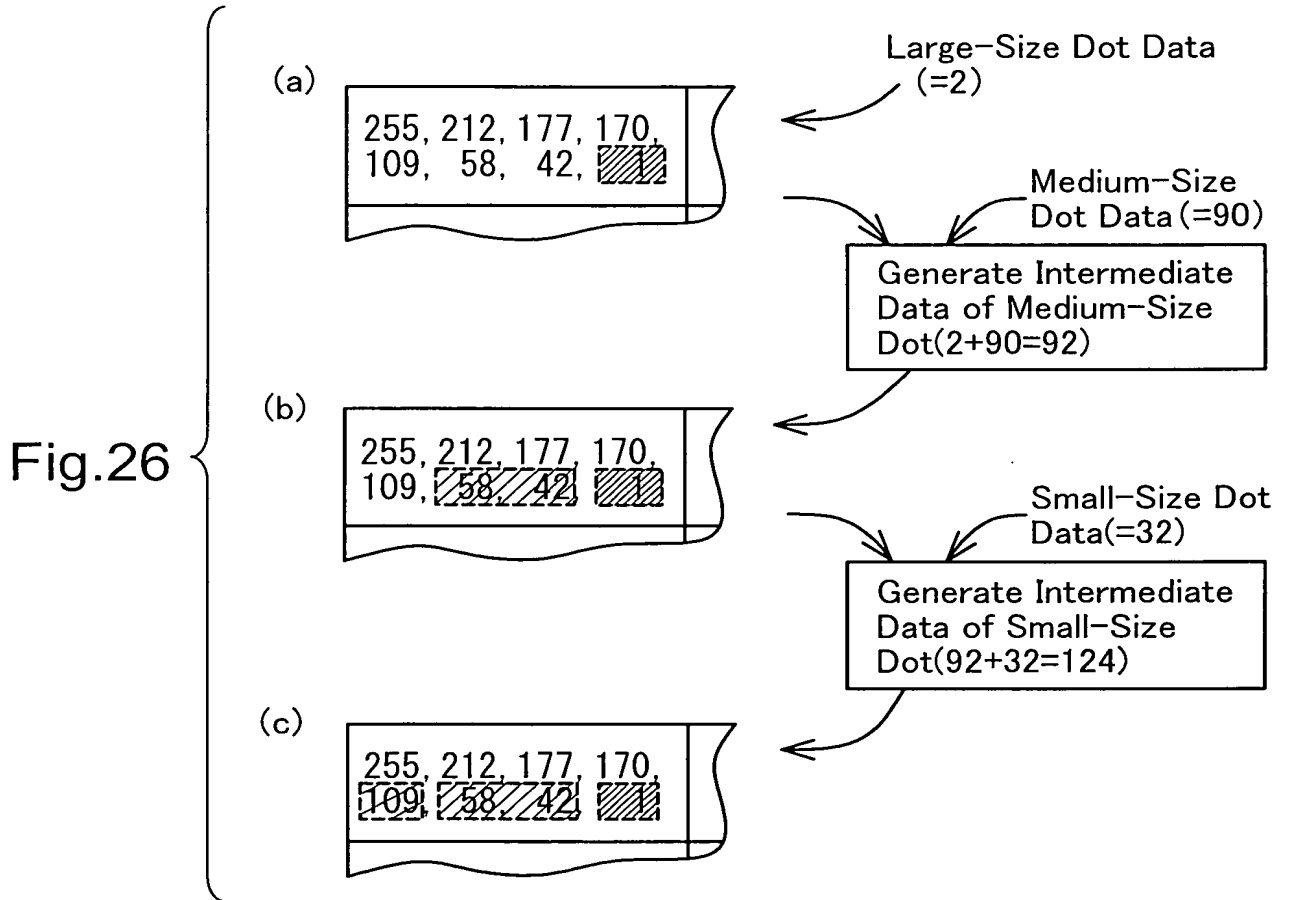 Fig.26
(a)
255, 212, 177, 170,
109, 58, 42, 1
Large-Size Dot Data
(=2)
Medium-Size
Dot Data(=90)
Generate Intermediate
Data of Medium-Size
Dot(2+90=92)
(b)
255, 212, 177, 170,
109, 58, 42, 1
Small-Size Dot
Data(=32)
Generate Intermediate
Data of Small-Size
Dot(92+32=124)
(c)
255, 212, 177, 170,
109, 58, 42, 1